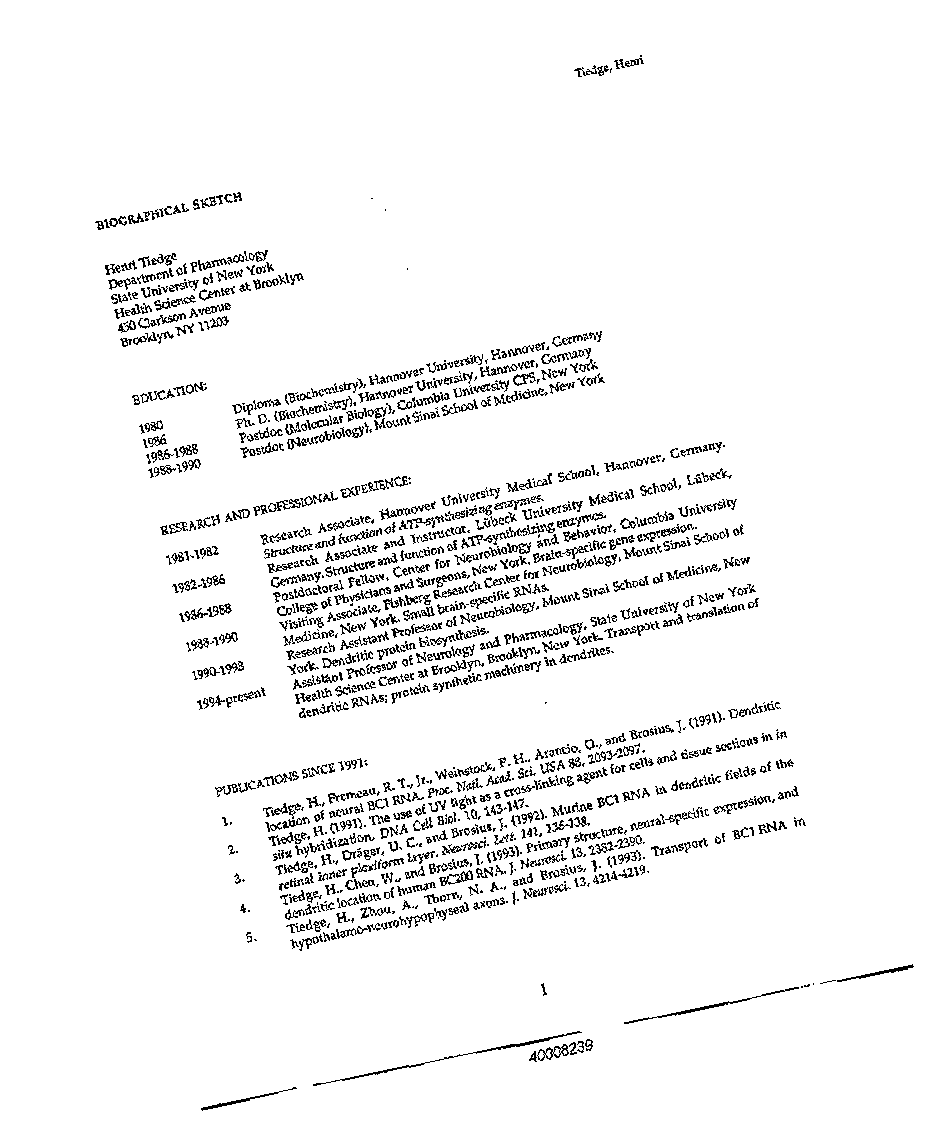 Tiedge, Henri
BIOGRAPHICAL SKETCH
Henri Tiedge
Department of Pharmacology
State University of New York
Health Science Center at Brooklyn
450 Clarkson Avenue
Brooklyn, NY 11203
EDUCATION:
1980 Diploma (Biochemistry), Hannover University, Hannover, Germany
1986 Ph. D. (Biochemistry), Hannover University, Hannover, Germany
1986-1988 Postdoc (Molecular Biology), Columbia University CPS, New York
1988-1990 Postdoc (Neurobiology), Mount Sinai School of Medicine, New York
RESEARCH AND PROFESSIONAL EXPERIENCE:
1981-1982 Research Associate, Hannover University Medical School, Hannover, Germany.
Structure and function of ATP-synthesizing enzymes.
1982-1986 Research Associate and Instructor, Lübeck University Medical School, Lübeck,
Germany. Structure and function of ATP-synthesizing enzymes.
1986-1988 Postdoctoral Fellow, Center for Neurobiology and Behavior, Columbia University
College of Physicians and Surgeons, New York. Brain-specific gene expression.
1988-1990 Visiting Associate, Fishberg Research Center for Neurobiology, Mount Sinai School of
Medicine, New York. Small brain-specific RNAs.
1990-1993 Research Assistant Professor of Neurobiology, Mount Sinai School of Medicine, New
York. Dendritic protein biosynthesis.
1994-present Assistant Professor of Neurology and Pharmacology, State University of New York
Health Science Center at Brooklyn, Brooklyn, New York. Transport and translation of
dendritic RNAs; protein synthetic machinery in dendrites.
PUBLICATIONS SINCE 1991:
1. Tiedge, H., Fremeau, R. T., Jr., Weinstock, P. H., Arancio, O., and Brosius, J. (1991). Dendritic
location of neural BC1 RNA. Proc. Natl. Acad. Sci. USA 88, 2093-2097.
2. Tiedge, H. (1991). The use of UV light as a cross-linking agent for cells and tissue sections in in
situ hybridization. DNA Cell Biol. 10, 143-147.
3. Tiedge, H., Dräger, U. C., and Brosius, J. (1992). Murine BC1 RNA in dendritic fields of the
retinal inner plexiform layer. Neurosci. Lett. 141, 136-138.
4. Tiedge, H., Chen, W., and Brosius, J. (1993). Primary structure, neural-specific expression, and
dendritic location of human BC200 RNA. J. Neurosci. 13, 2382-2390.
5. Tiedge, H., Zhou, A., Thorn, N. A., and Brosius, J. (1993). Transport of BC1 RNA in
hypothalamo-neurohypophyseal axons. J. Neurosci. 13, 4214-4219.
1
40008239